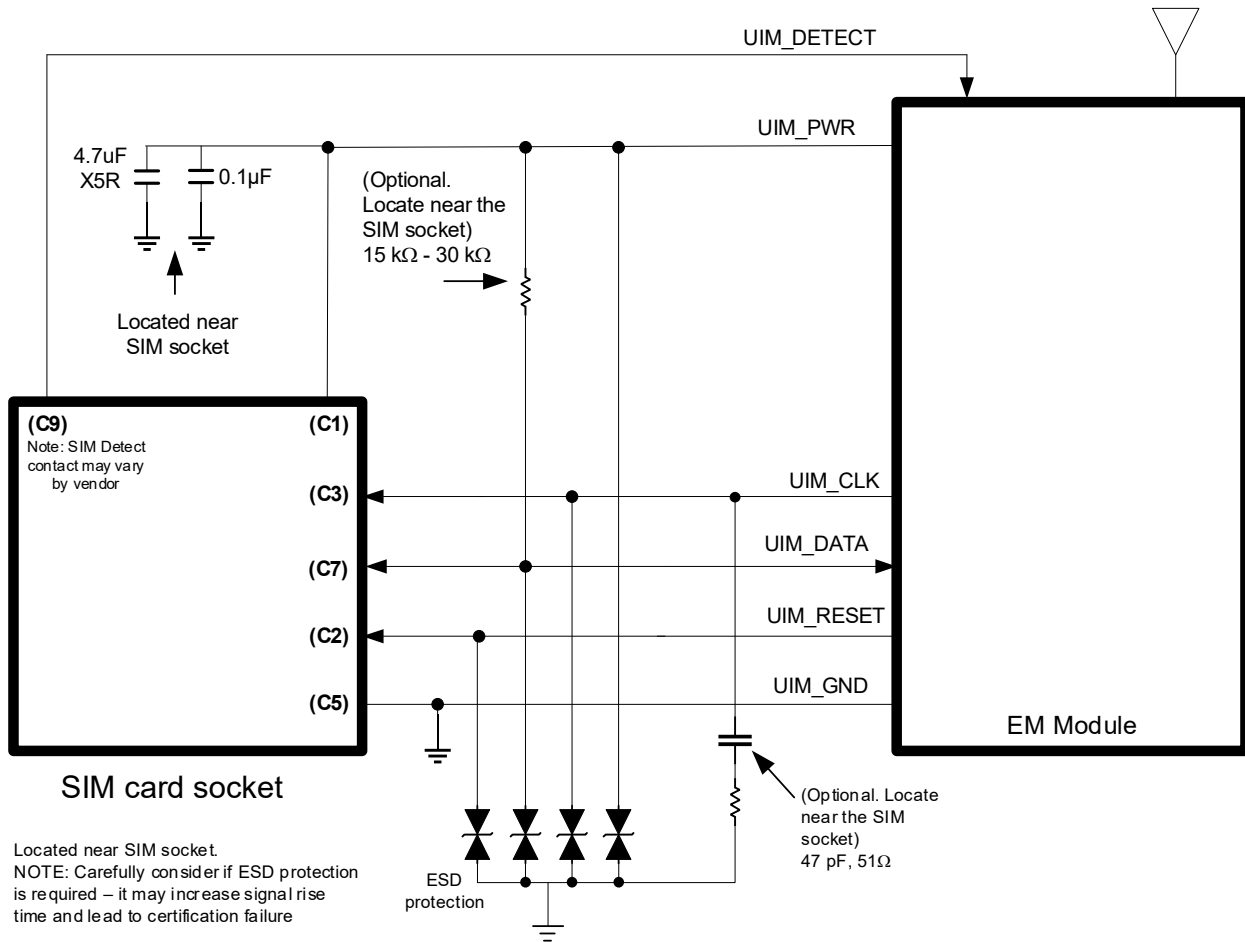 UIM_DETECT
UIM_PWR
4.7uF
X5R
0.1µF
(Optional.
Locate near the
SIM socket)
15 kΩ - 30 kΩ
Located near
SIM socket
(C9)
Note: SIM Detect
contact may vary
by vendor
(C1)
(C3)
UIM_CLK
(C7)
UIM_DATA
(C2)
UIM_RESET
(C5)
UIM_GND
EM Module
SIM card socket
(Optional. Locate
near the SIM
socket)
47 pF, 51Ω
Located near SIM socket.
NOTE: Carefully consider if ESD protection
is required – it may increase signal rise
time and lead to certification failure
ESD
protection